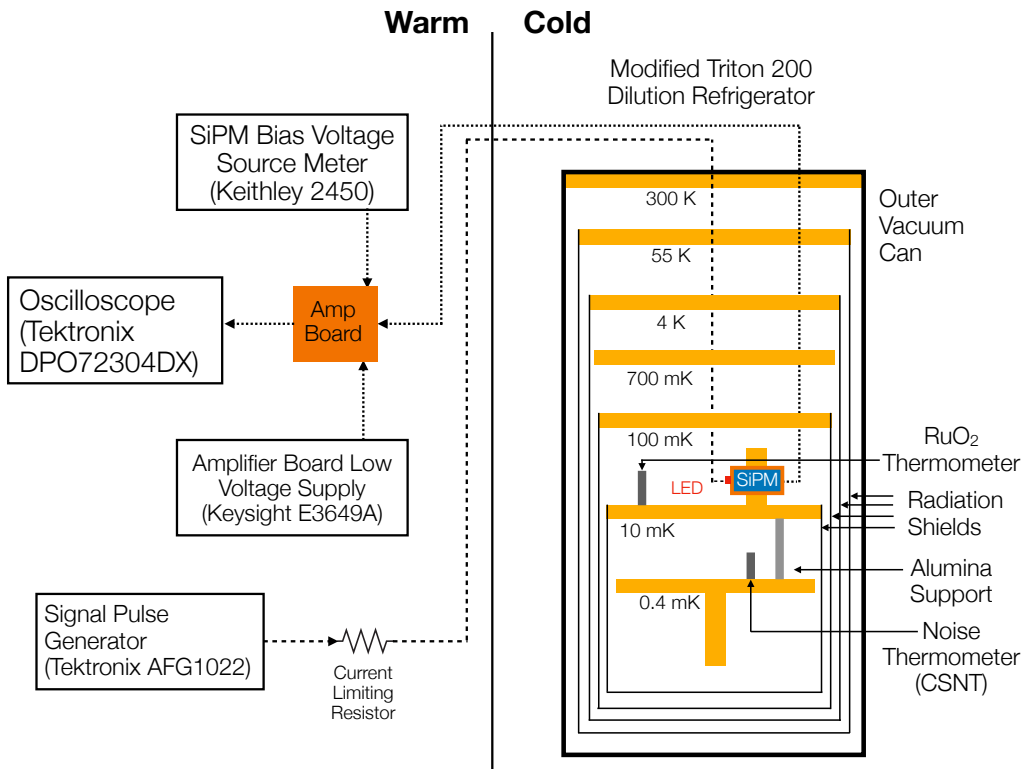 Warm
Cold
Modified Triton 200
Dilution Refrigerator
SiPM Bias Voltage
Source Meter
(Keithley 2450)
Oscilloscope
(Tektronix
DPO72304DX)
Amp
Board
Amplifier Board Low
Voltage Supply
(Keysight E3649A)
Signal Pulse
Generator
(Tektronix AFG1022)
Current
Limiting
Resistor
300 K
55 K
4 K
700 mK
100 mK
LED
SiPM
10 mK
0.4 mK
Outer
Vacuum
Can
RuO₂
Thermometer
Radiation
Shields
Alumina
Support
Noise
Thermometer
(CSNT)